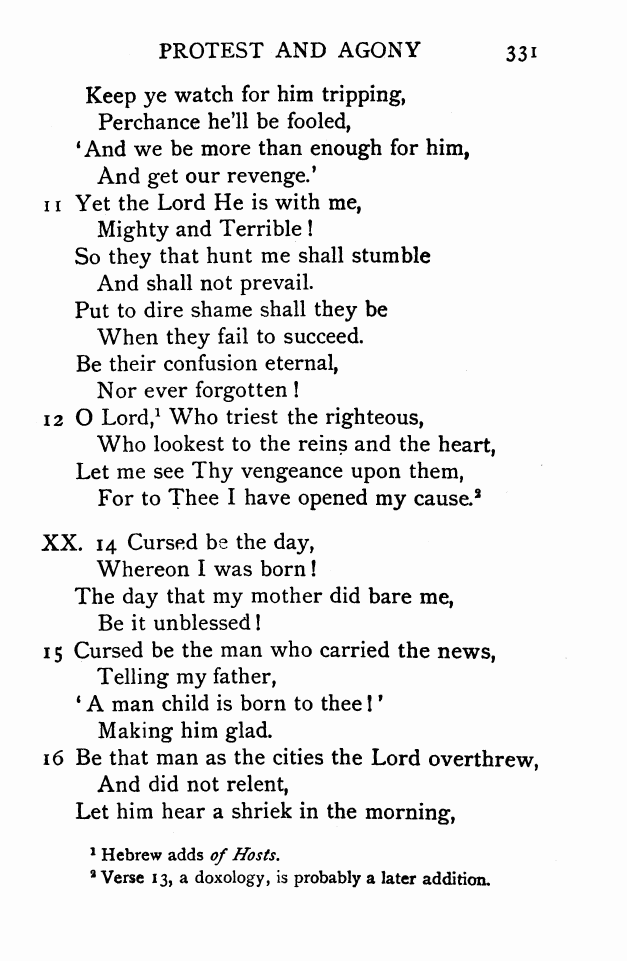 PROTEST AND AGONY 331
Keep ye watch for him tripping,
Perchance he'll be fooled,
‘And we be more than enough for him,
And get our revenge.’
11 Yet the Lord He is with me,
Mighty and Terrible!
So they that hunt me shall stumble
And shall not prevail.
Put to dire shame shall they be
When they fail to succeed.
Be their confusion eternal,
Nor ever forgotten!
12 O Lord,¹ Who triest the righteous,
Who lookest to the reins and the heart,
Let me see Thy vengeance upon them,
For to Thee I have opened my cause.²
XX. 14 Cursed be the day,
Whereon I was born!
The day that my mother did bare me,
Be it unblessed!
15 Cursed be the man who carried the news,
Telling my father,
‘A man child is born to thee!’
Making him glad.
16 Be that man as the cities the Lord overthrew,
And did not relent,
Let him hear a shriek in the morning,
¹ Hebrew adds of Hosts.
² Verse 13, a doxology, is probably a later addition.